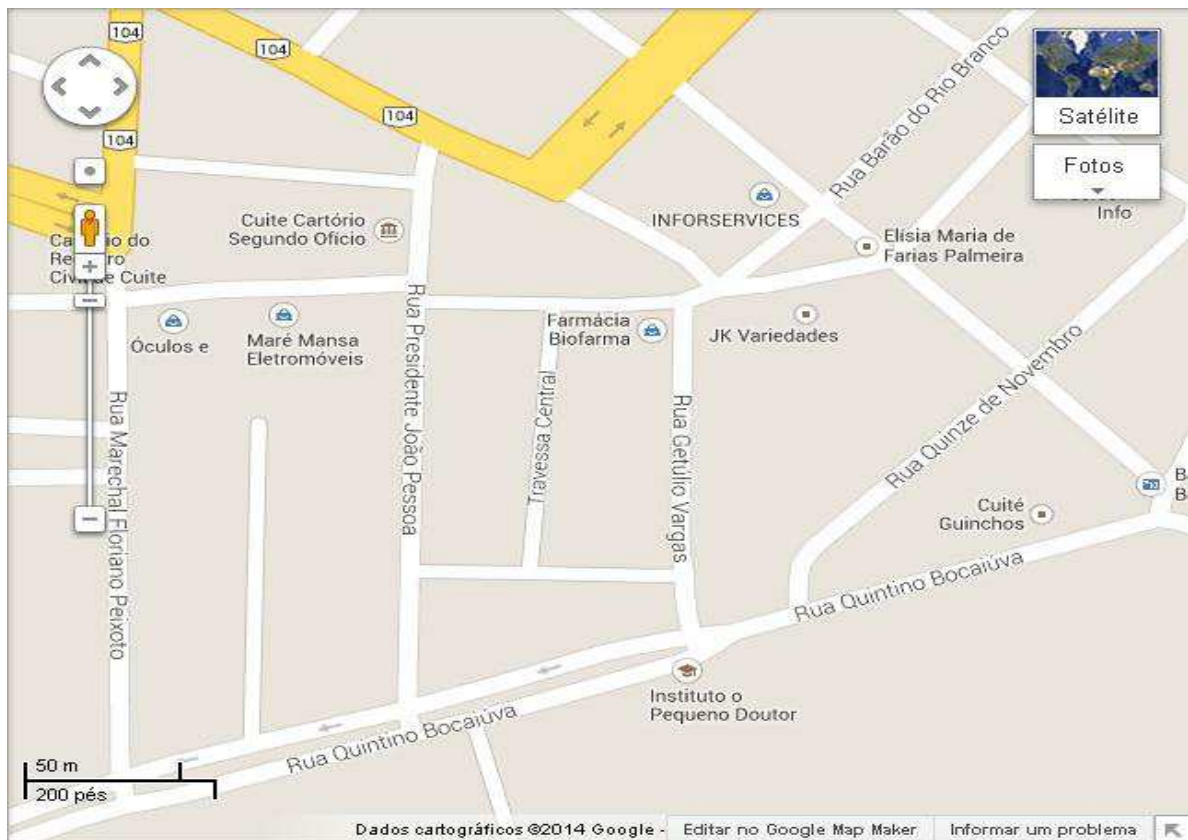 104
104
104
104
Rua Barão do Rio Branco
Satélite
Fotos
Info
INFORSERVICES
Cuite Cartório
Segundo Ofício
Elísia Maria de
Farias Palmeira
do
Civil de Cuite
Óculos e
Maré Mansa
Eletromóveis
Rua Presidente João Pessoa
Farmácia
Biofarma
JK Variedades
Rua Marechal Floriano Peixoto
Travessa Central
Rua Getúlio Vargas
Rua Quinze de Novembro
Cuité
Guinchos
B
B
Rua Quintino Bocaiúva
Instituto o
Pequeno Doutor
Rua Quintino Bocaiúva
50 m
200 pés
Dados cartográficos ©2014 Google -
Editar no Google Map Maker
Informar um problema